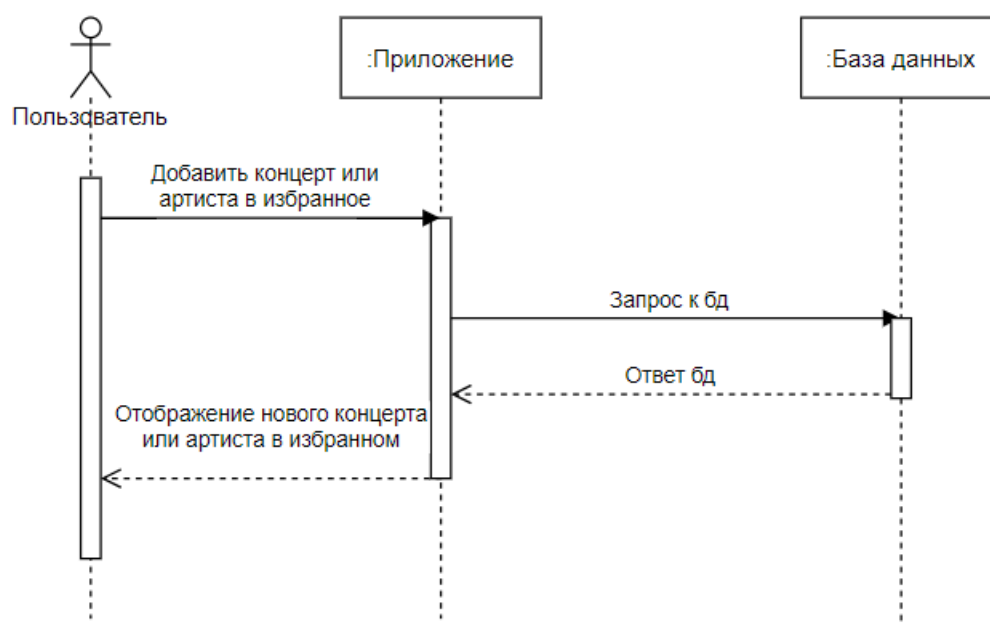 :Приложение
:База данных
Пользователь
Добавить концерт или
артиста в избранное
Запрос к бд
Ответ бд
Отображение нового концерта
или артиста в избранном